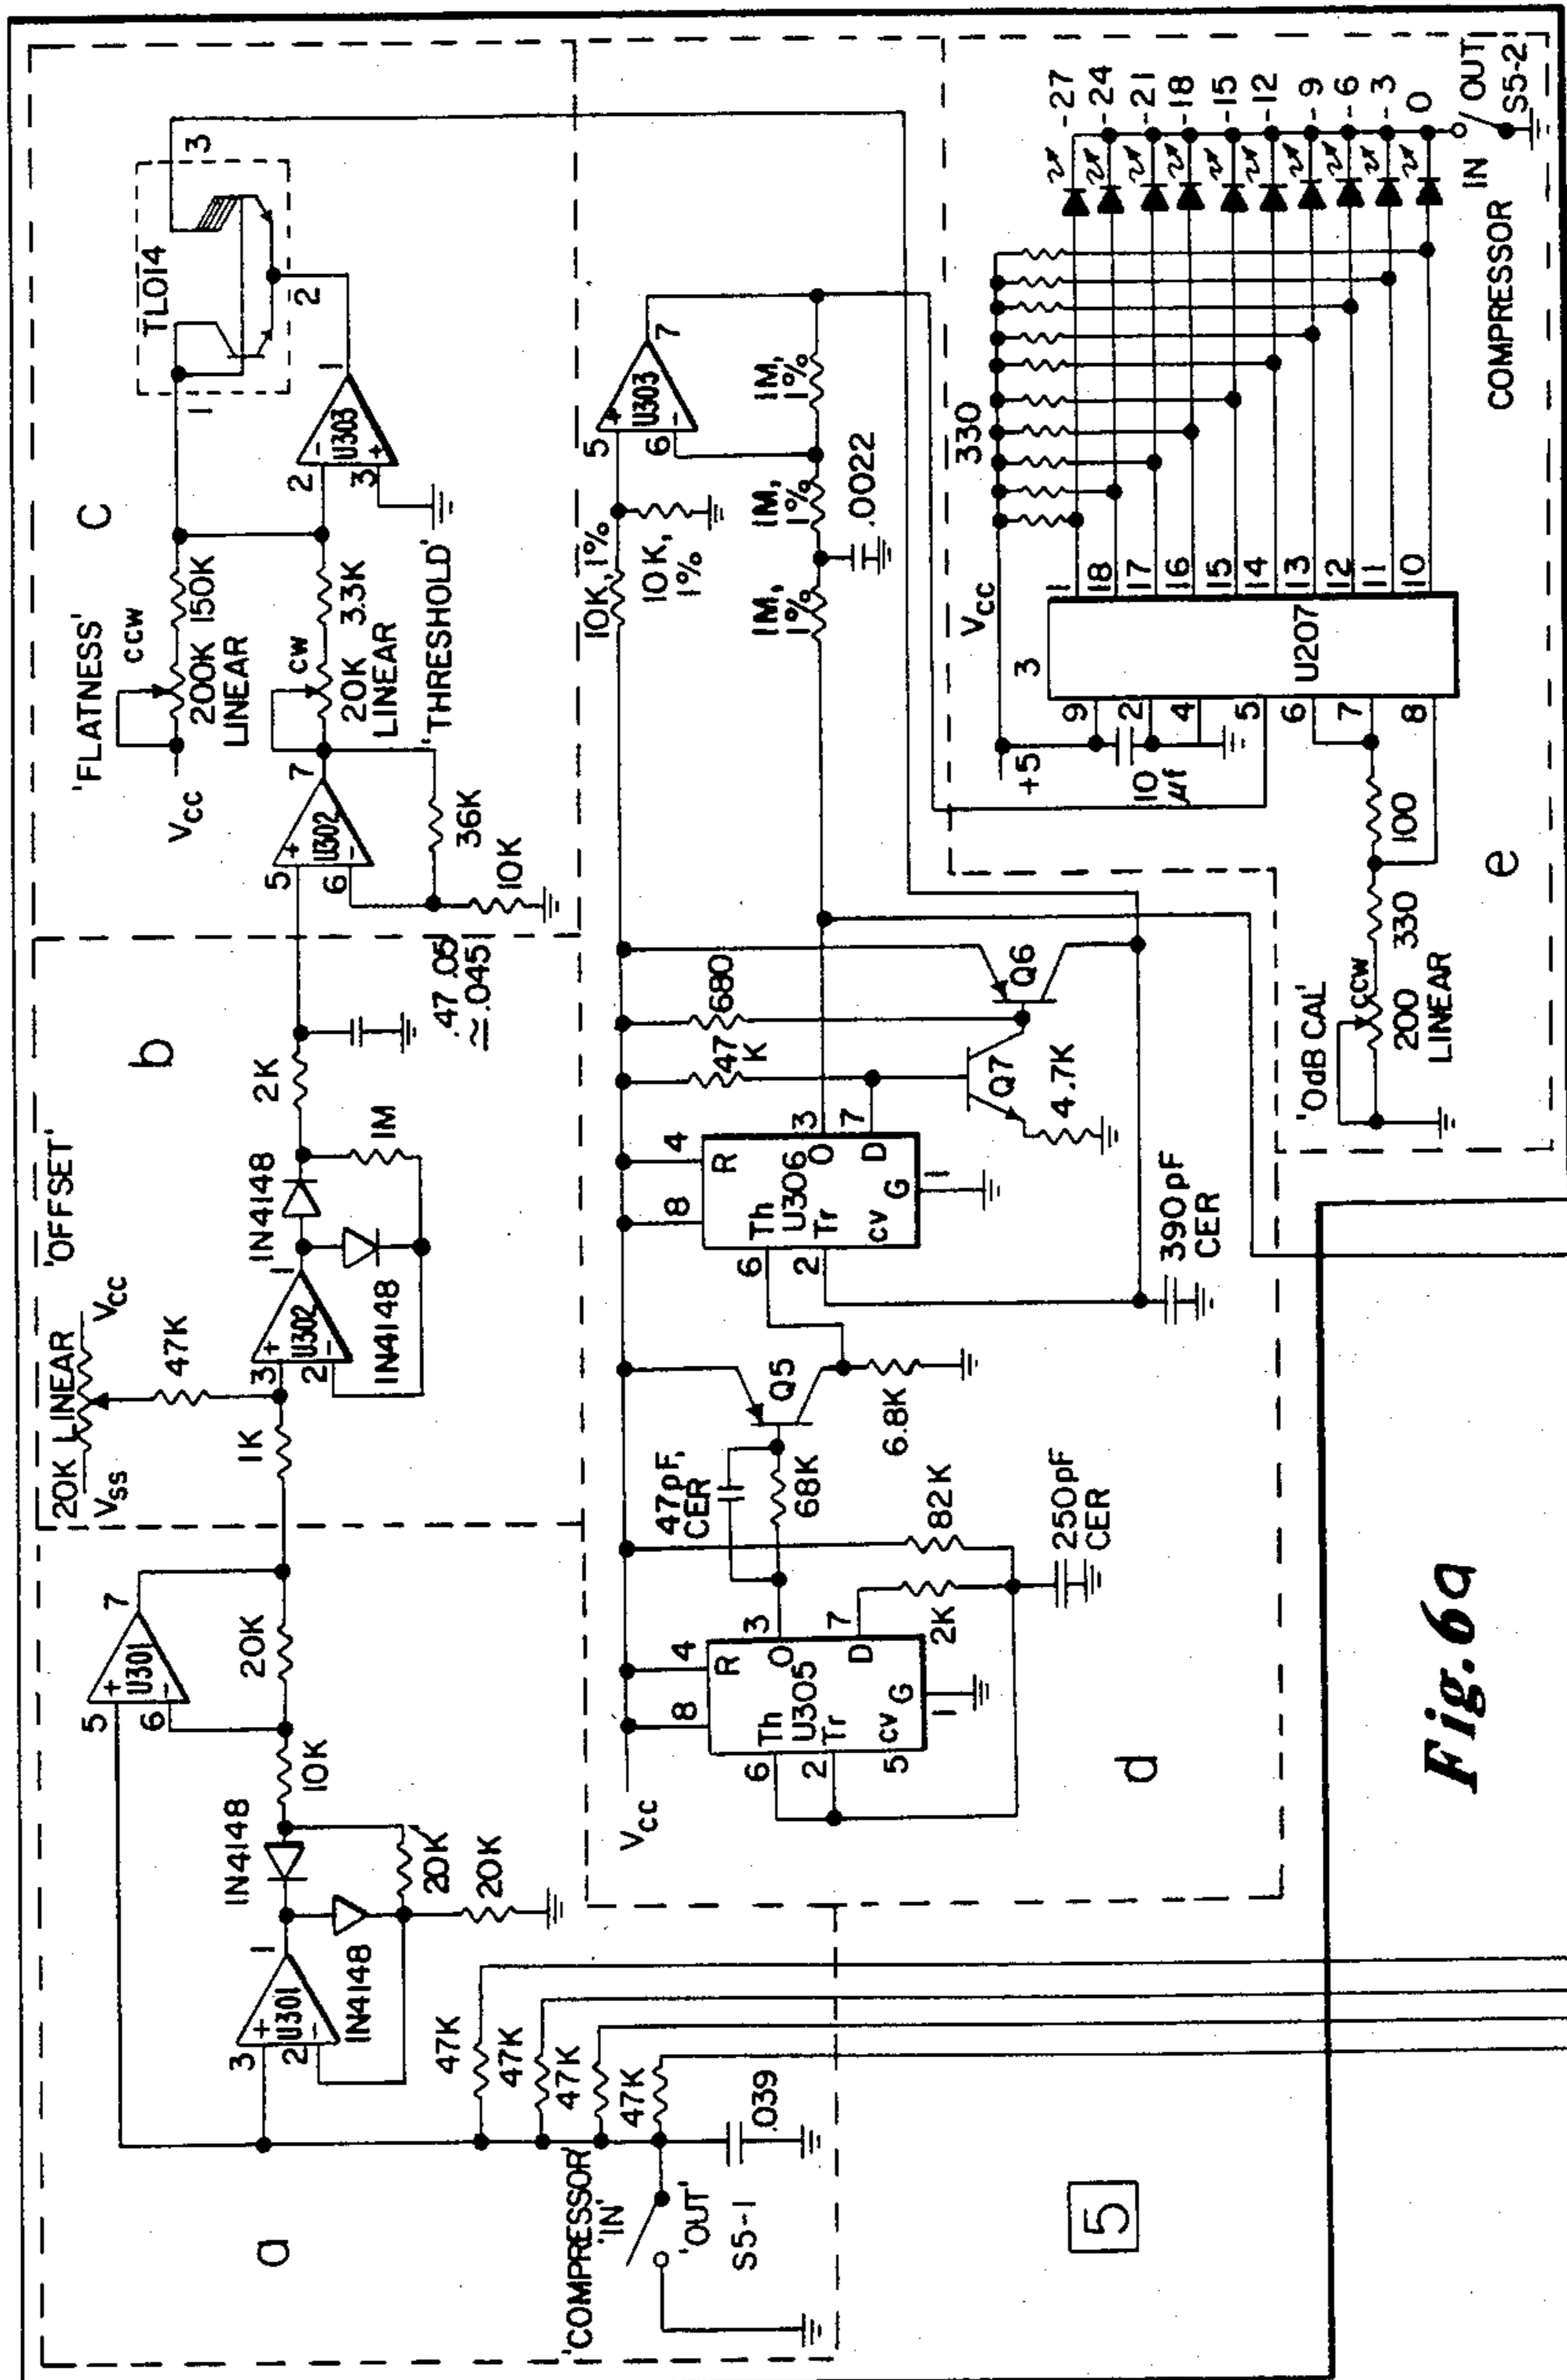 a
5
3
+
U301
-
2
1
1N4148
1N4148
10K
20K
20K
5
+
U301
-
6
7
20K
47K
47K
47K
47K
.039
'COMPRESSOR'
'IN'
'OUT'
S5-1
b
'OFFSET'
20K LINEAR
Vss
Vcc
47K
1K
3
+
U302
-
2
1
1N4148
1N4148
1M
2K
.47 .05
≈.045
c
5
+
U302
-
6
7
36K
10K
'FLATNESS'
Vcc
CCW
200K 150K
LINEAR
CW
20K 3.3K
LINEAR
'THRESHOLD'
2
-
U303
3
+
1
TL014
1
2
3
d
Vcc
8
4
R
6
Th
3
O
U305
2
Tr
7
D
5
CV
G
1
2K
82K
250pF
CER
47pF,
CER
68K
Q5
6.8K
8
4
R
6
Th
3
O
U306
2
Tr
7
D
CV
G
1
390pF
CER
47
K
680
Q7
Q6
4.7K
10K, 1%
10K,
1%
5
+
U303
6
-
7
1M,
1%
1M,
1%
1M,
1%
.0022
e
'0dB CAL'
CCW
200 330
LINEAR
100
+5
10
µf
Vcc
330
9
2
4
5
6
7
8
3
U207
1
18
17
16
15
14
13
12
11
10
-27
-24
-21
-18
-15
-12
-9
-6
-3
0
IN
OUT
S5-2
COMPRESSOR
Fig.6a